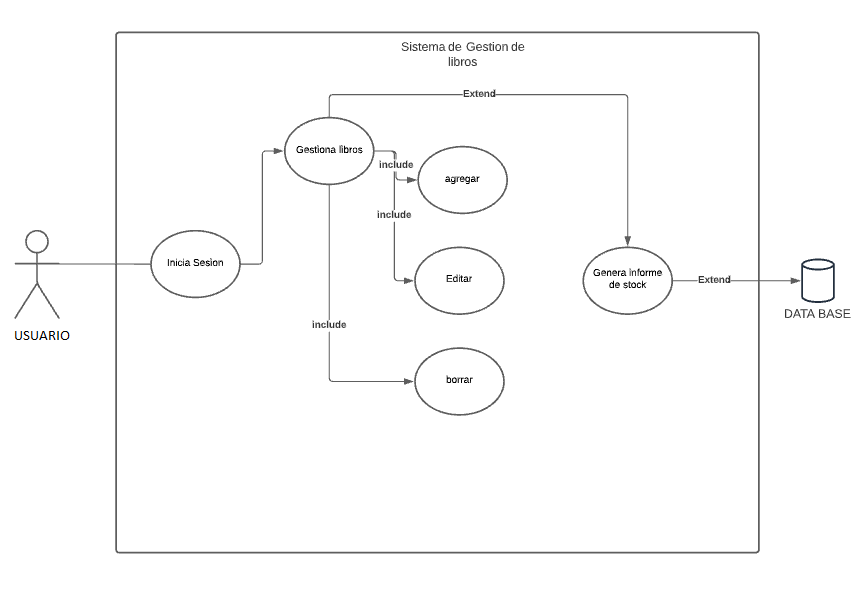 Sistema de Gestion de
libros
Extend
Gestiona libros
include
agregar
include
Inicia Sesion
Editar
Genera informe
de stock
Extend
DATA BASE
USUARIO
include
borrar